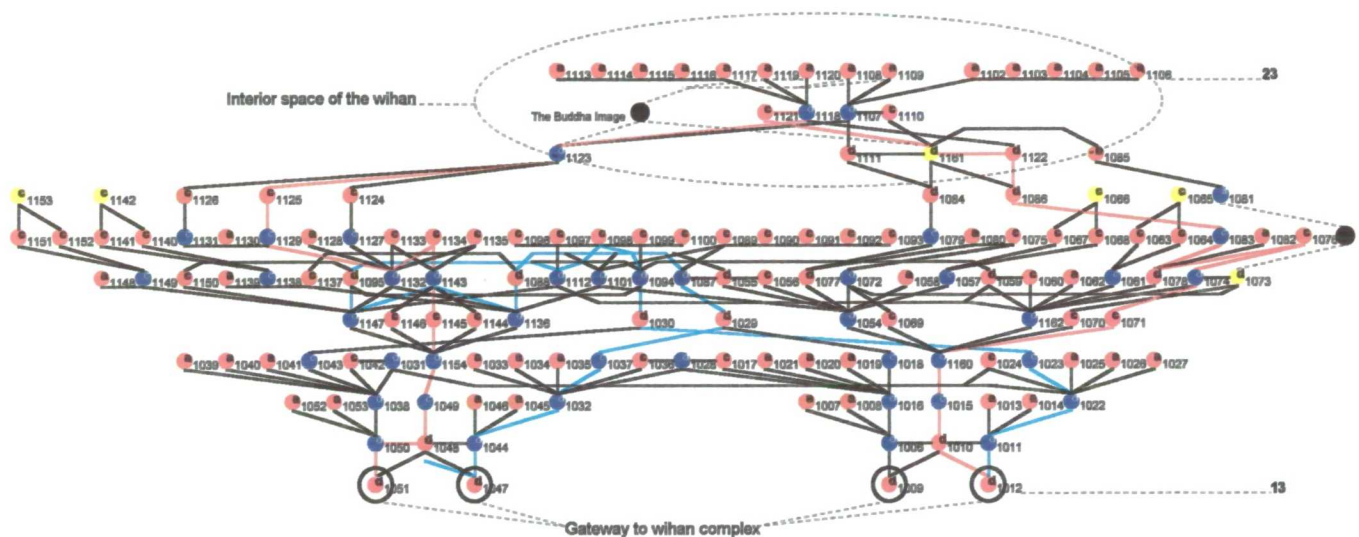 1113 1114 1115 1116 1117 1119 1120 1108 1109 1102 1103 1104 1105 1106 23
Interior space of the wihan
The Buddha Image 1121 1118 1107 1110
1123 1111 1161 1122 1085
1153 1142 1126 1125 1124 1084 1086 1066 1065 1081
1151 1152 1141 1140 1131 1130 1129 1128 1127 1133 1134 1135 1096 1097 1098 1099 1100 1089 1090 1091 1092 1093 1079 1080 1075 1067 1068 1063 1064 1083 1082 1076
1148 1149 1150 1139 1138 1137 1095 1132 1143 1088 1112 1101 1094 1087 1055 1056 1077 1072 1058 1057 1059 1060 1062 1061 1078 1074 1073
1147 1146 1145 1144 1136 1030 1029 1054 1069 1162 1070 1071
1039 1040 1041 1043 1042 1031 1154 1033 1034 1035 1037 1036 1028 1017 1021 1020 1019 1018 1160 1024 1023 1025 1026 1027
1052 1053 1038 1049 1046 1045 1032 1007 1008 1016 1015 1013 1014 1022
1050 1048 1044 1006 1010 1011
1051 1047 1009 1012 13
Gateway to wihan complex